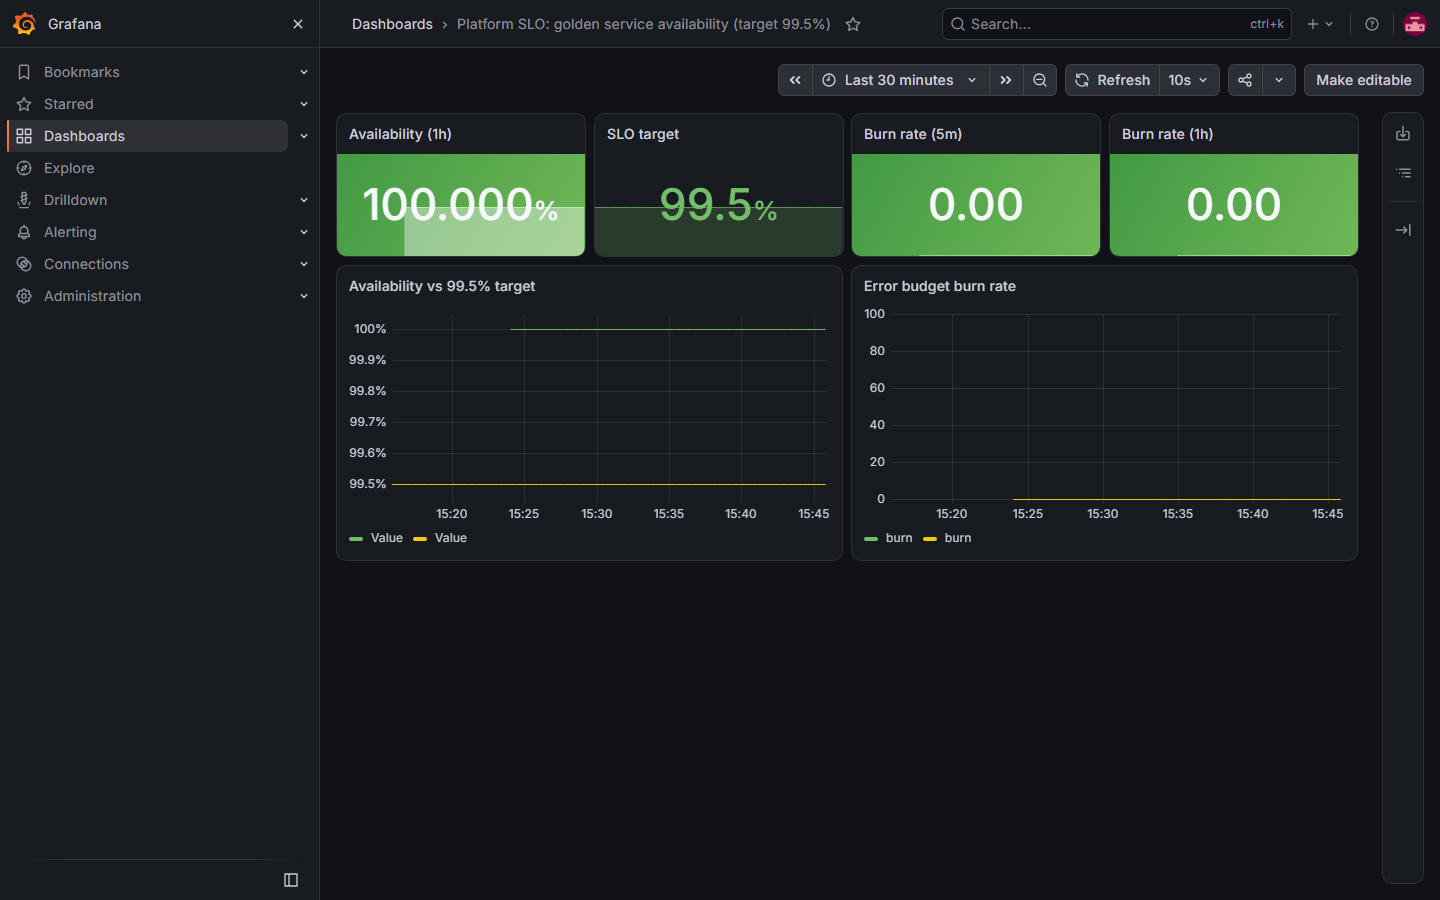 Grafana
Dashboards › Platform SLO: golden service availability (target 99.5%)
Search... ctrl+k
Bookmarks
Starred
Dashboards
Explore
Drilldown
Alerting
Connections
Administration
Last 30 minutes
Refresh 10s
Make editable
Availability (1h)
100.000%
SLO target
99.5%
Burn rate (5m)
0.00
Burn rate (1h)
0.00
Availability vs 99.5% target
100%
99.9%
99.8%
99.7%
99.6%
99.5%
15:20 15:25 15:30 15:35 15:40 15:45
Value Value
Error budget burn rate
100
80
60
40
20
0
15:20 15:25 15:30 15:35 15:40 15:45
burn burn